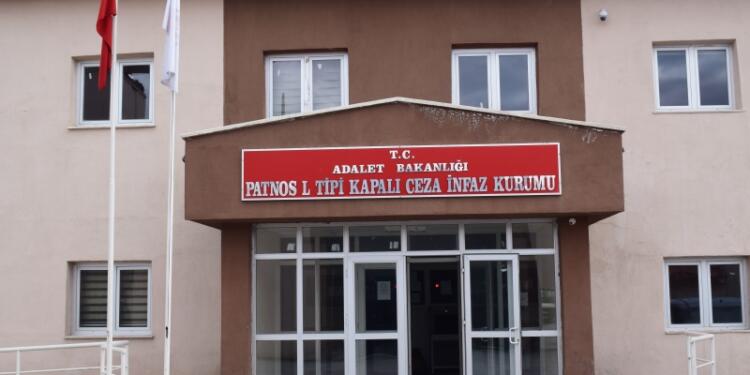 T.C.
ADALET BAKANLIĞI
PATNOS L TİPİ KAPALI CEZA İNFAZ KURUMU